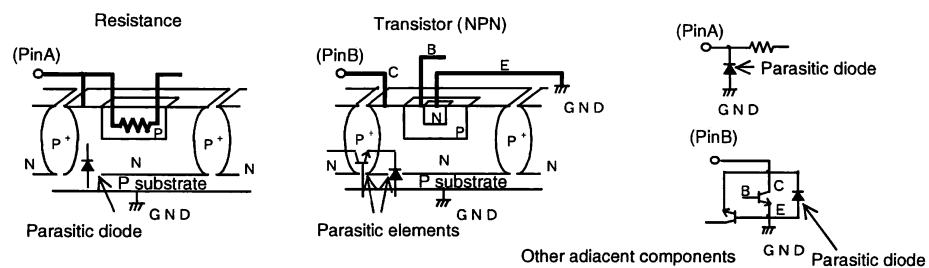 Resistance
Transistor (NPN)
(PinA)
P
P+
P+
N
N
N
P substrate
GND
Parasitic diode
(PinB)
C
B
E
GND
N
P
P+
P+
N
N
N
P substrate
GND
Parasitic elements
(PinA)
Parasitic diode
GND
(PinB)
C
B
E
GND
Parasitic diode
Other adiacent components